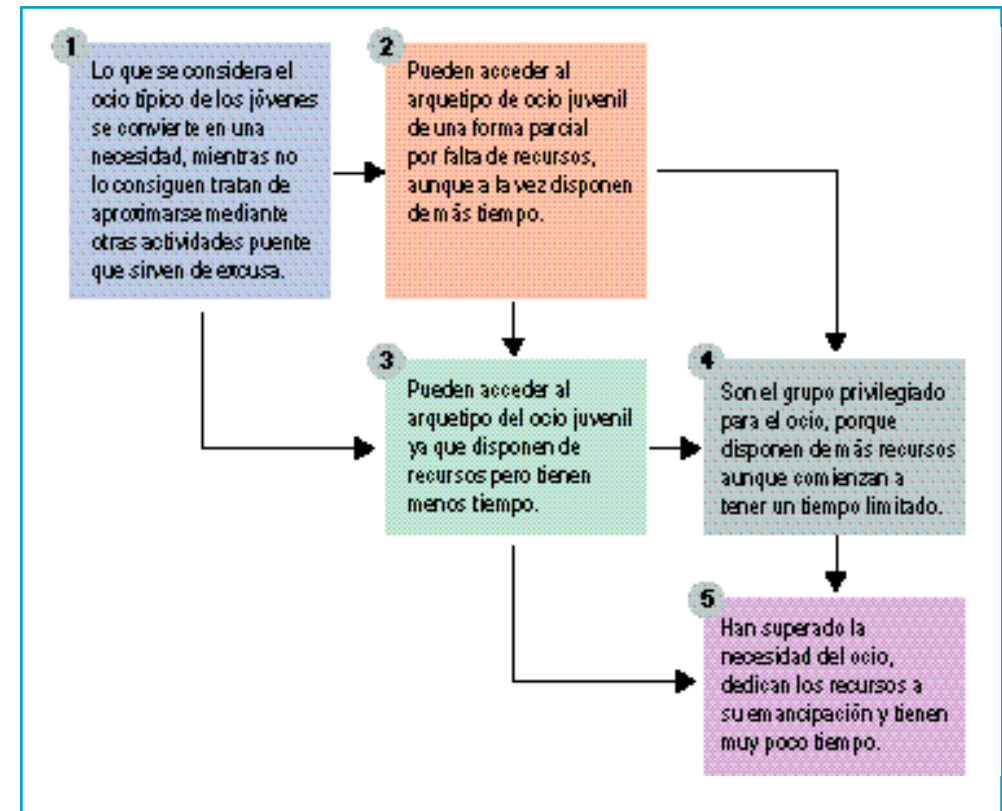 1
Lo que se considera el
ocio típico de los jóvenes
se convierte en una
necesidad, mientras no
lo consiguen tratan de
aproximarse mediante
otras actividades puente
que sirven de excusa.
2
Pueden acceder al
arquetipo de ocio juvenil
de una forma parcial
por falta de recursos,
aunque a la vez disponen
de más tiempo.
3
Pueden acceder al
arquetipo del ocio juvenil
ya que disponen de
recursos pero tienen
menos tiempo.
4
Son el grupo privilegiado
para el ocio, porque
disponen de más recursos
aunque comienzan a
tener un tiempo limitado.
5
Han superado la
necesidad del ocio,
dedican los recursos a
su emancipación y tienen
muy poco tiempo.